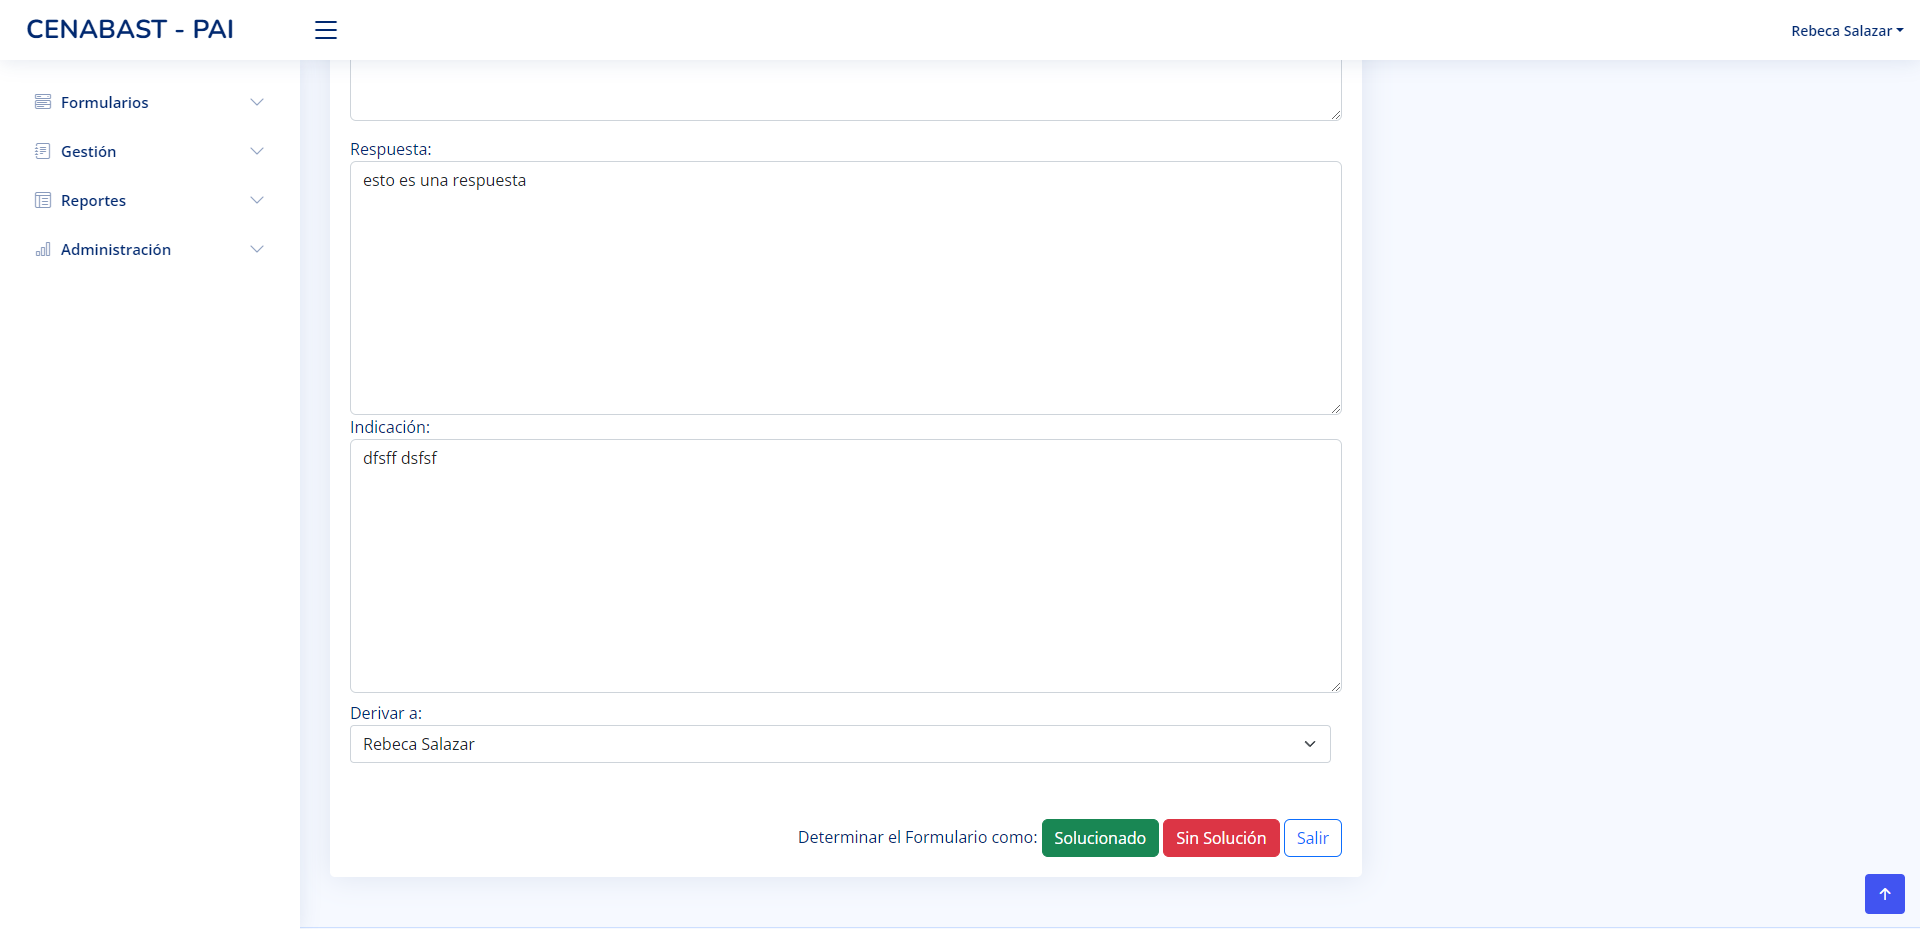 CENABAST - PAI
Rebeca Salazar
Formularios
Gestión
Reportes
Administración
Respuesta:
esto es una respuesta
Indicación:
dfsff dsfsf
Derivar a:
Rebeca Salazar
Determinar el Formulario como: Solucionado Sin Solución Salir